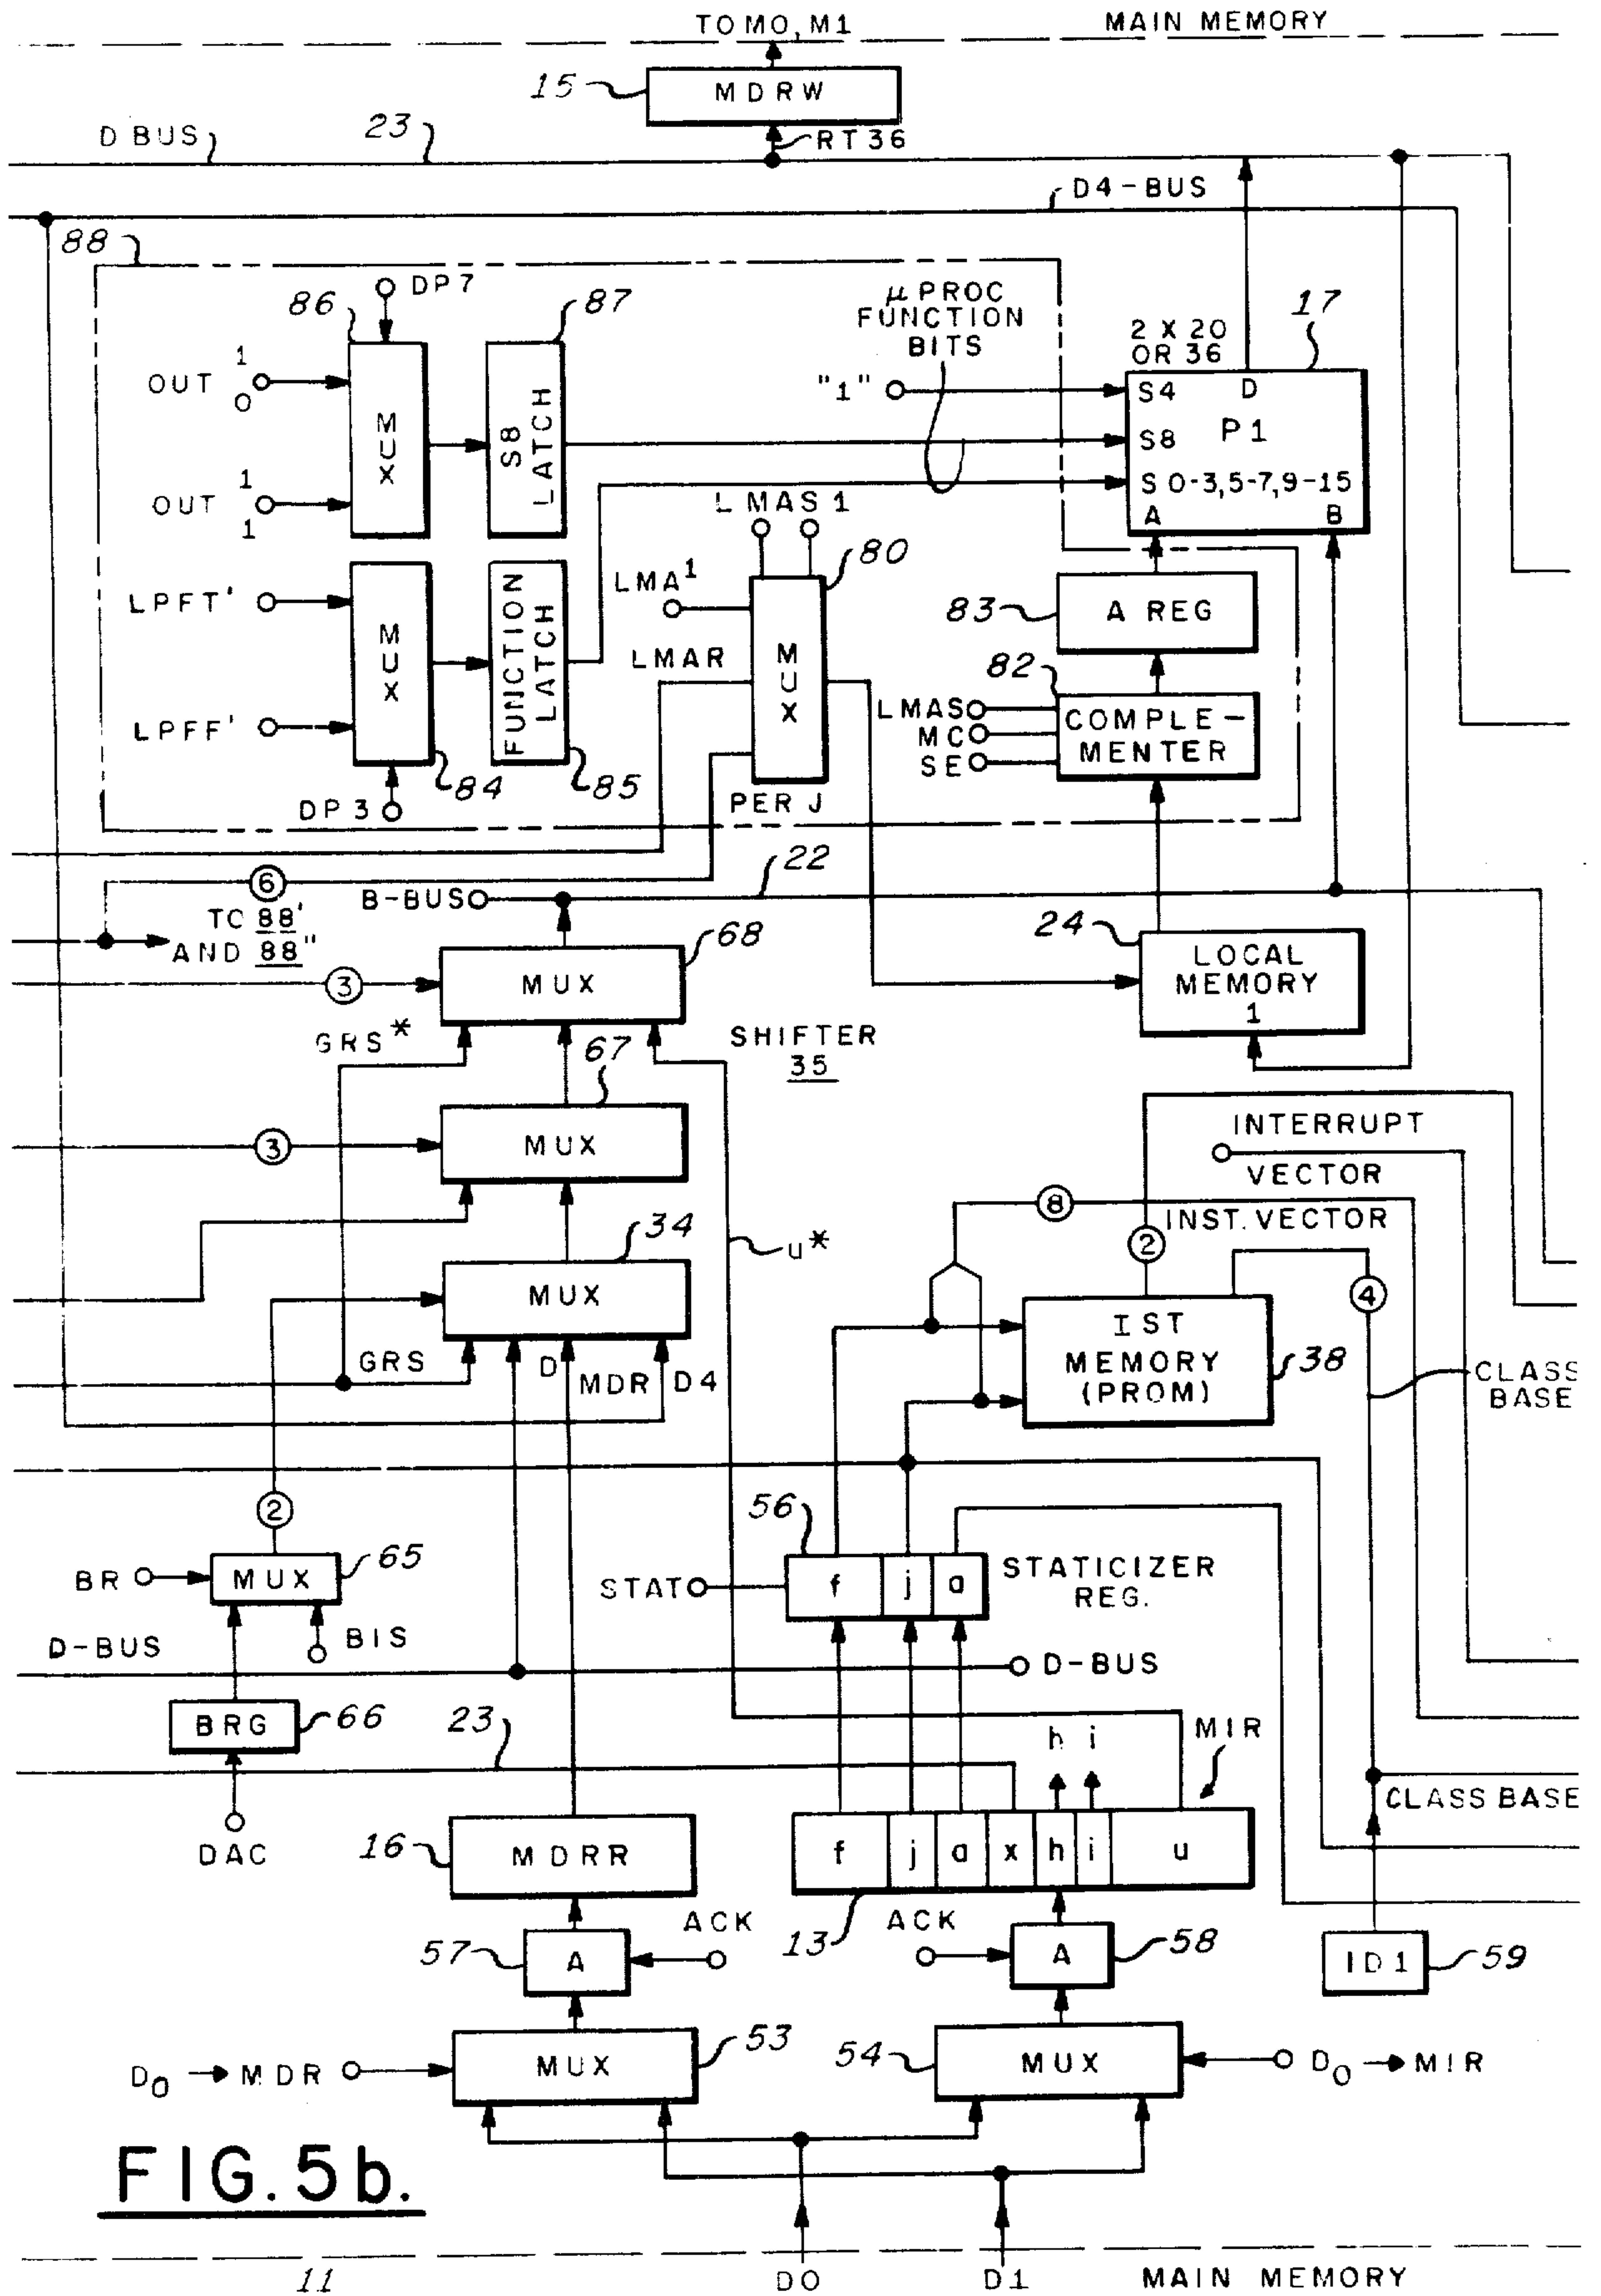 TO MO, M1
MAIN MEMORY
15
MDRW
D BUS
23
RT36
D4-BUS
88
DP7
86
87
μ PROC
FUNCTION
BITS
2 X 20
OR 36
17
OUT 1
0
MUX
S8
LATCH
"1"
S4
D
P1
S8
OUT 1
1
S 0-3,5-7,9-15
A
B
LMAS 1
80
LPFT'
MUX
FUNCTION
LATCH
LMA1
83
A REG
LMAR
MUX
82
LPFF'
LMAS
MC
SE
COMPLE-
MENTER
84
85
DP3
PER J
6
B-BUS
22
TO 88'
AND 88"
68
24
LOCAL
MEMORY
1
3
MUX
GRS*
67
SHIFTER
35
3
MUX
INTERRUPT
VECTOR
8
INST. VECTOR
34
u*
2
MUX
IST
MEMORY
(PROM)
4
38
GRS
D
MDR
D4
CLASS
BASE
2
56
BR
MUX
65
STAT
f
j
a
STATICIZER
REG.
BIS
D-BUS
D-BUS
BRG
66
23
h
i
MIR
CLASS BASE
DAC
16
MDRR
f
j
a
x
h
i
u
ACK
13
ACK
57
A
A
58
ID1
59
D0 → MDR
MUX
53
54
MUX
D0 → MIR
FIG. 5b.
11
D0
D1
MAIN MEMORY